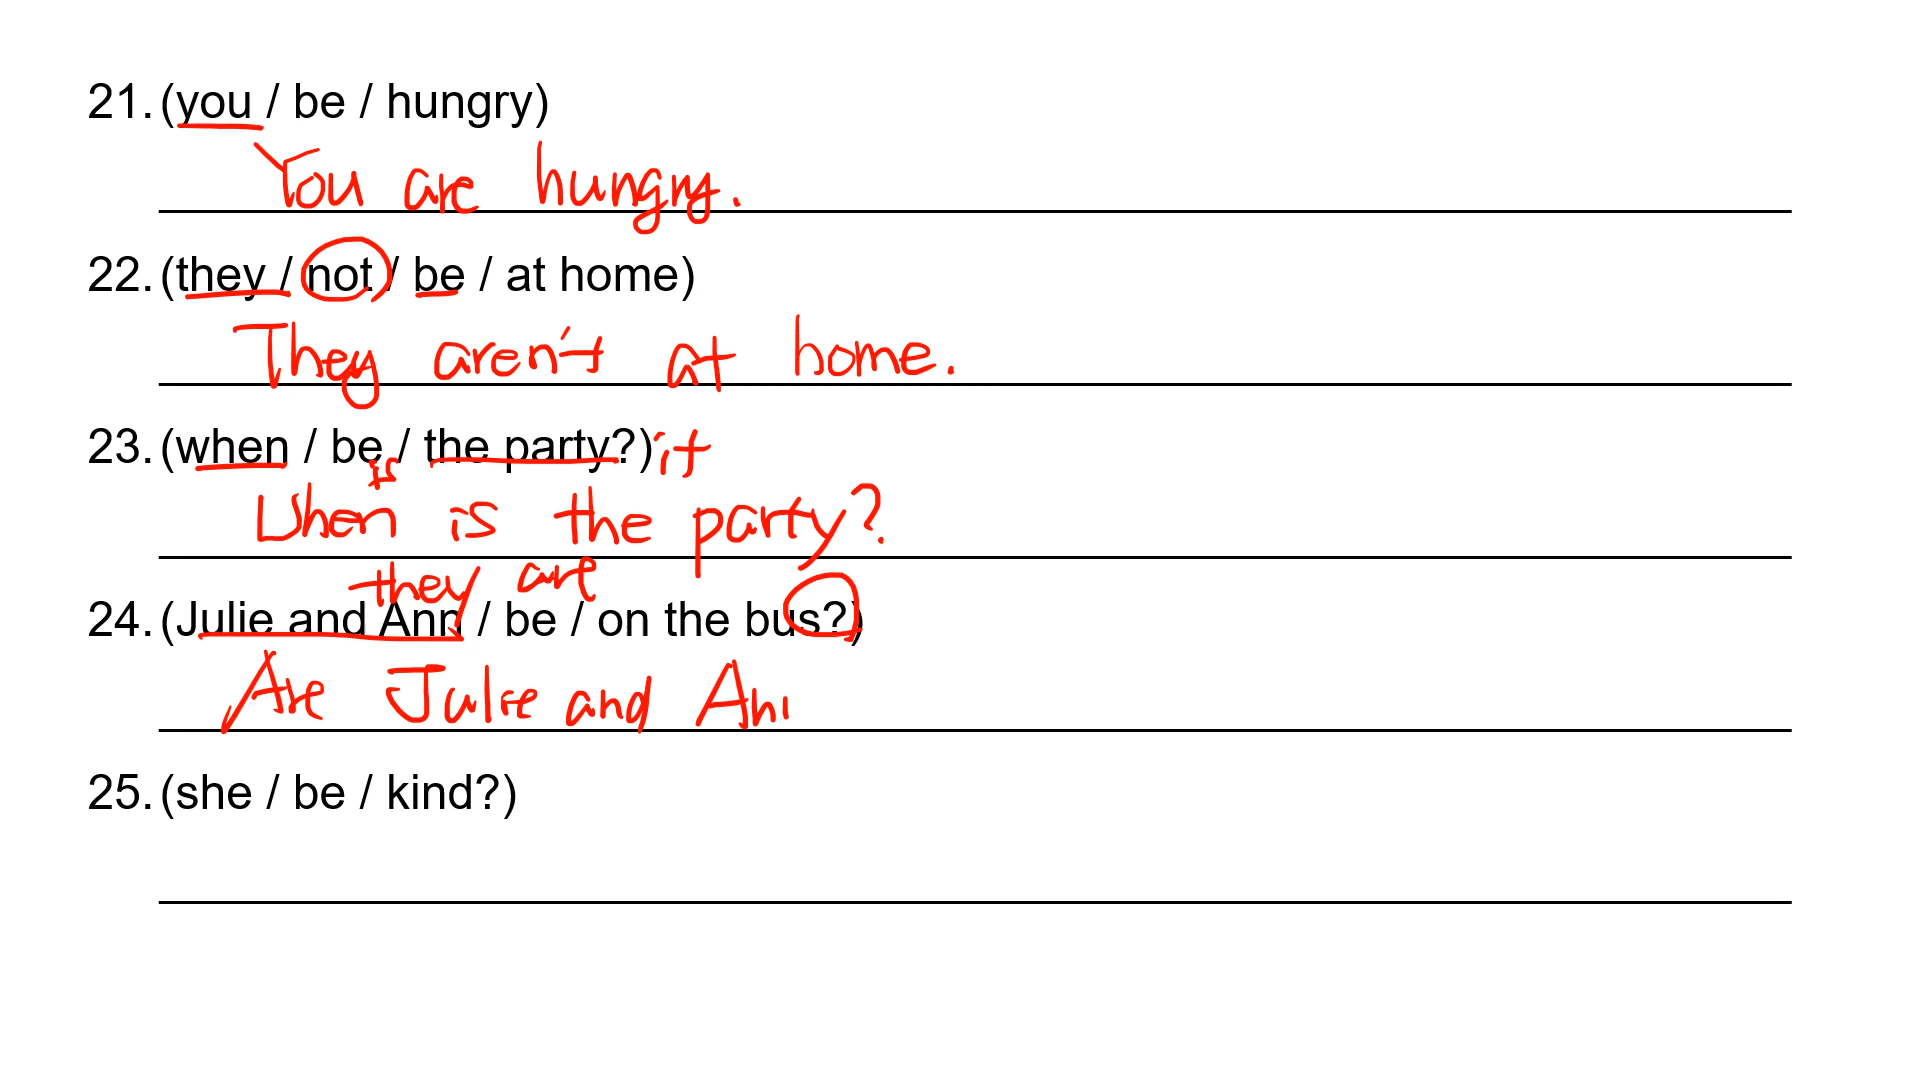 21. (you / be / hungry)
You are hungry.
22. (they / not / be / at home)
They aren't at home.
23. (when / be / the party?) it
is
When is the party?
they are
24. (Julie and Ann / be / on the bus?)
Are Julie and An
25. (she / be / kind?)